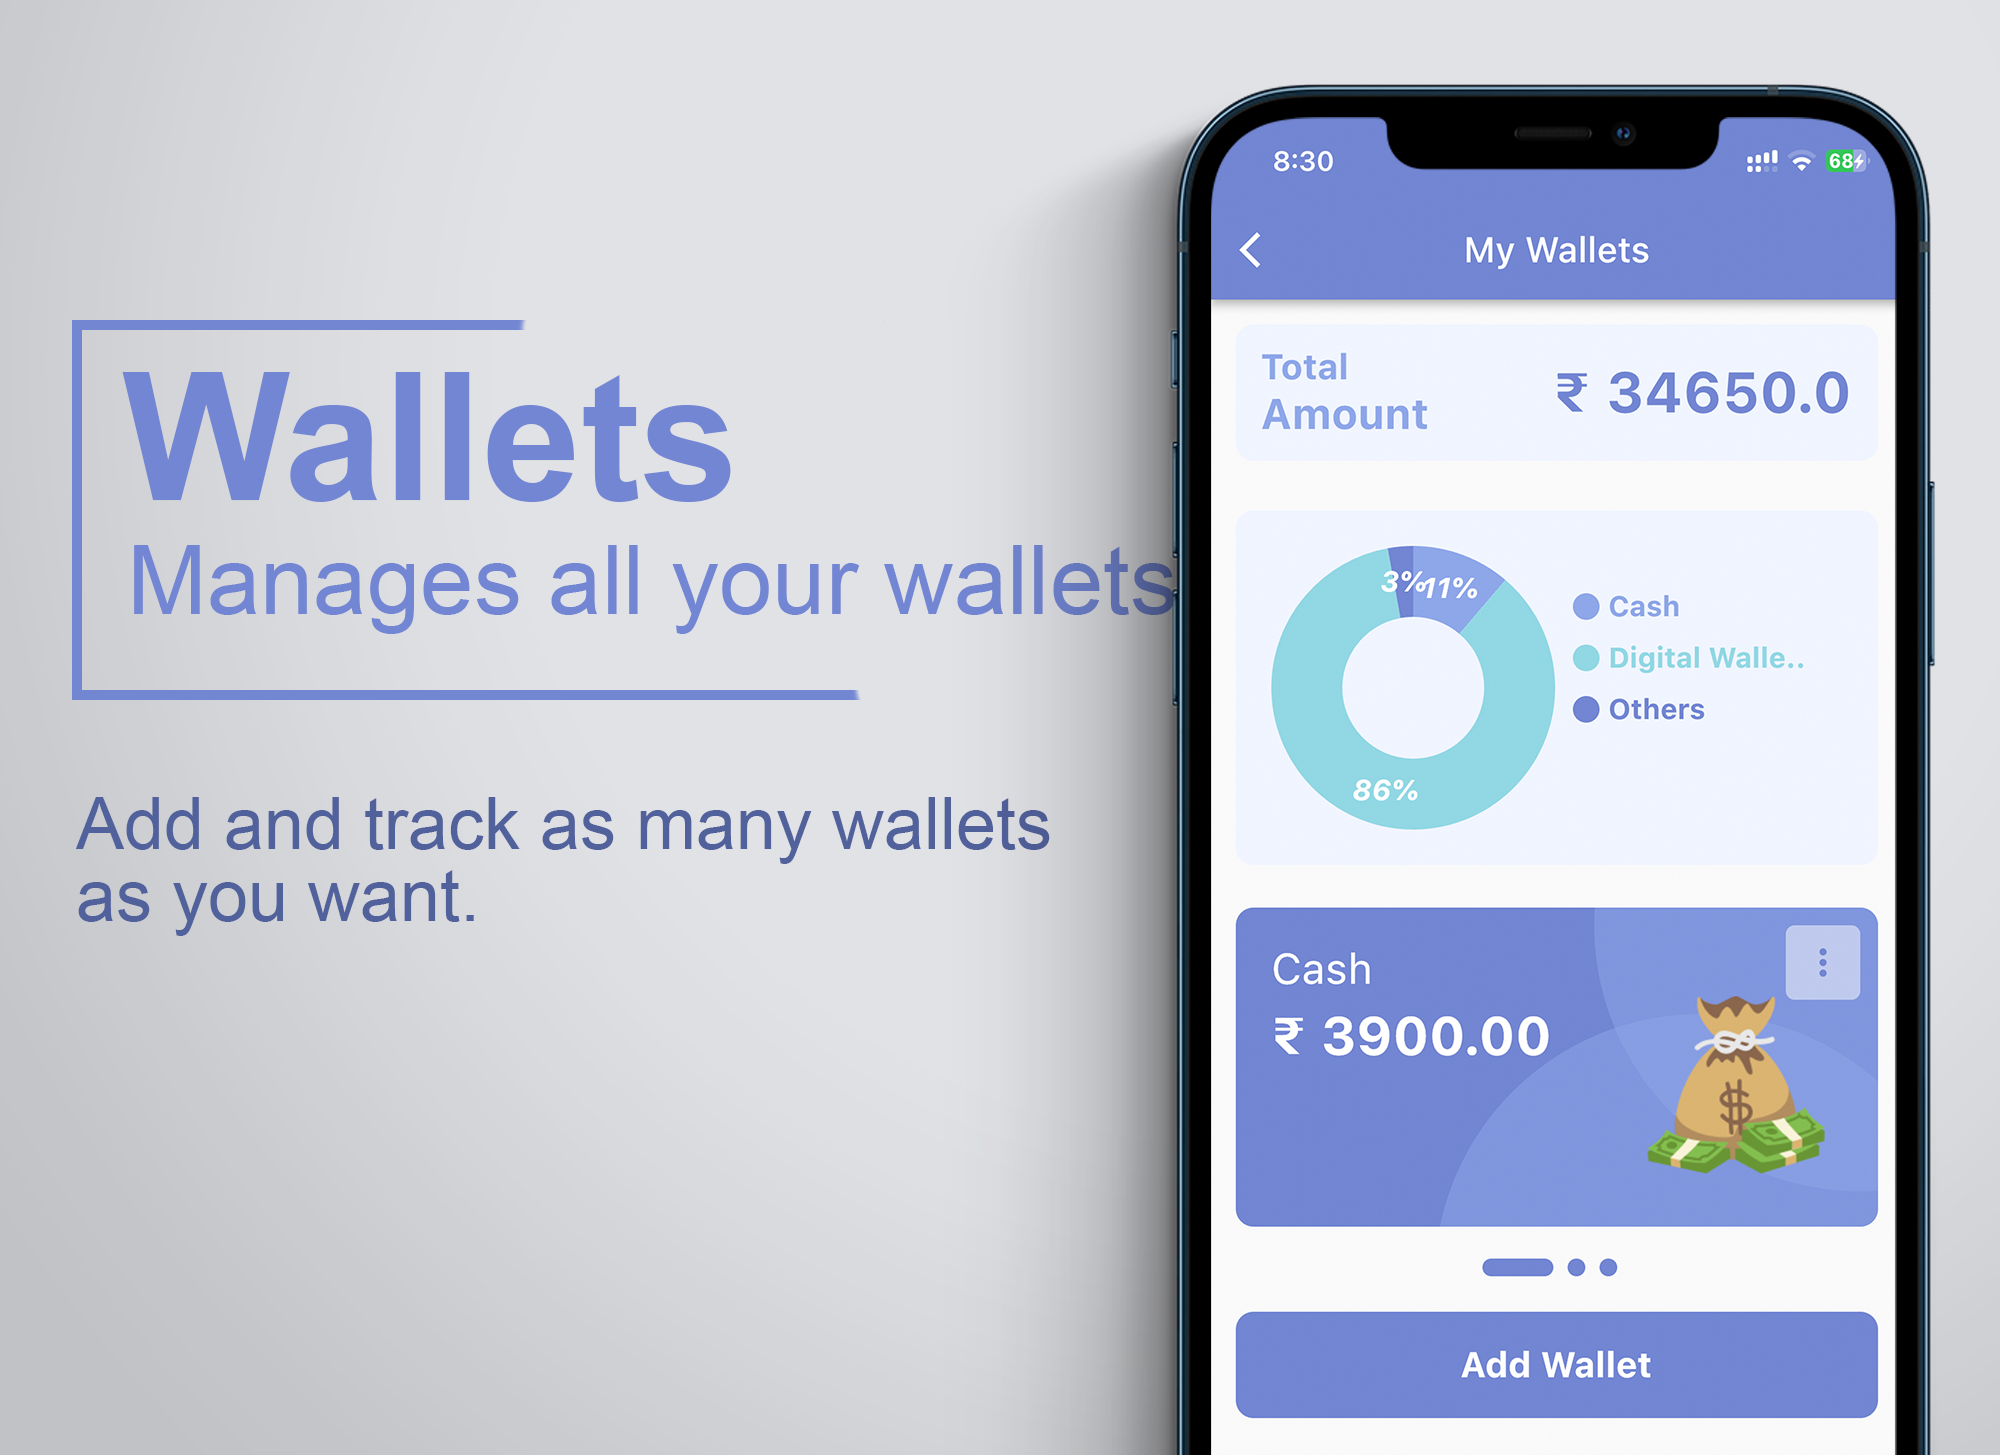 Wallets
Manages all your wallets
Add and track as many wallets
as you want.
8:30
68
My Wallets
Total
Amount
₹ 34650.0
3%
11%
86%
Cash
Digital Walle..
Others
Cash
₹ 3900.00
$
Add Wallet